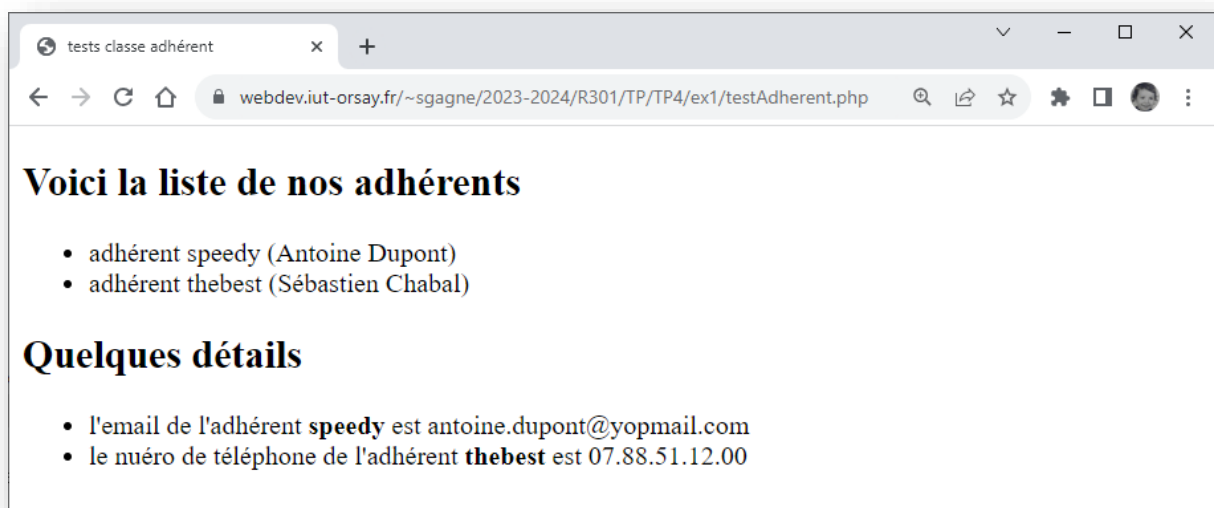 tests classe adhérent
webdev.iut-orsay.fr/~sgagne/2023-2024/R301/TP/TP4/ex1/testAdherent.php
Voici la liste de nos adhérents
adhérent speedy (Antoine Dupont)
adhérent thebest (Sébastien Chabal)
Quelques détails
l'email de l'adhérent speedy est antoine.dupont@yopmail.com
le nuéro de téléphone de l'adhérent thebest est 07.88.51.12.00